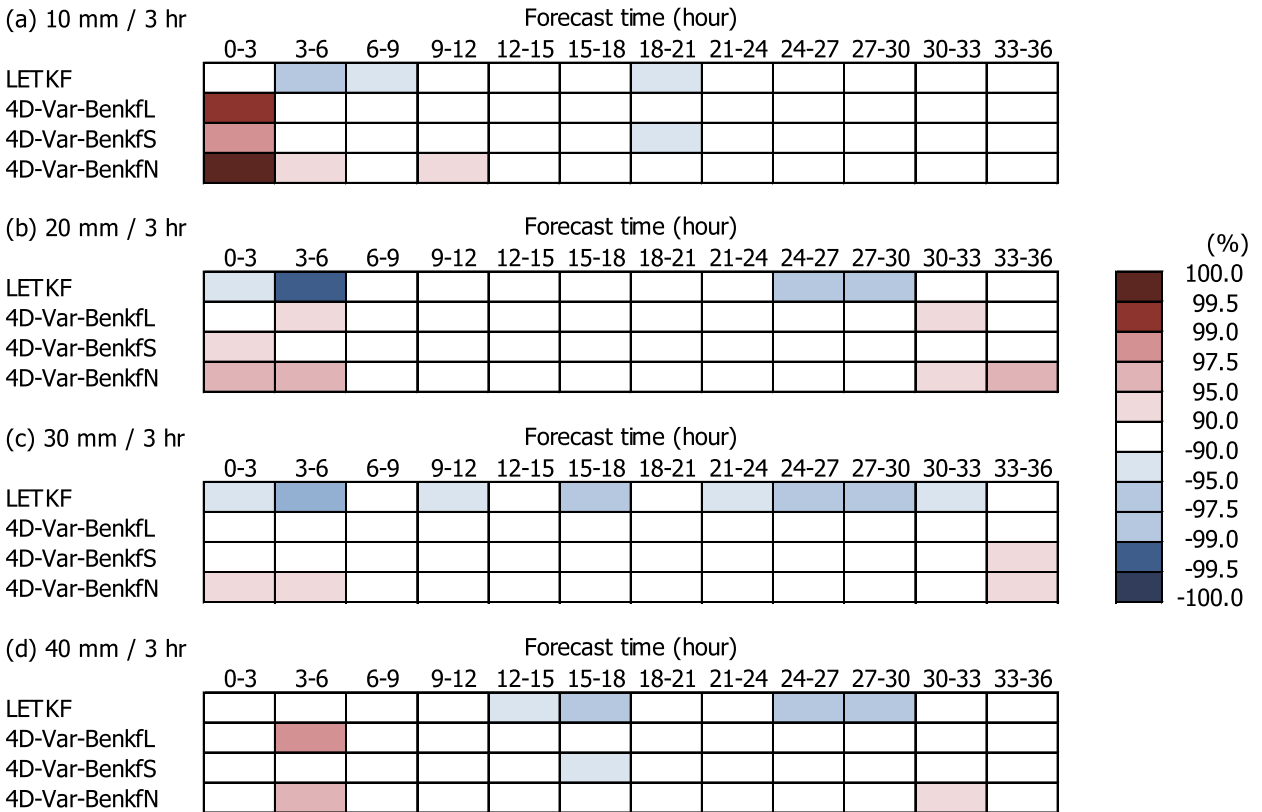 (a) 10 mm / 3 hr Forecast time (hour)
0-3 3-6 6-9 9-12 12-15 15-18 18-21 21-24 24-27 27-30 30-33 33-36
LETKF
4D-Var-BenkfL
4D-Var-BenkfS
4D-Var-BenkfN
(b) 20 mm / 3 hr Forecast time (hour)
0-3 3-6 6-9 9-12 12-15 15-18 18-21 21-24 24-27 27-30 30-33 33-36
LETKF
4D-Var-BenkfL
4D-Var-BenkfS
4D-Var-BenkfN
(c) 30 mm / 3 hr Forecast time (hour)
0-3 3-6 6-9 9-12 12-15 15-18 18-21 21-24 24-27 27-30 30-33 33-36
LETKF
4D-Var-BenkfL
4D-Var-BenkfS
4D-Var-BenkfN
(d) 40 mm / 3 hr Forecast time (hour)
0-3 3-6 6-9 9-12 12-15 15-18 18-21 21-24 24-27 27-30 30-33 33-36
LETKF
4D-Var-BenkfL
4D-Var-BenkfS
4D-Var-BenkfN
(%)
100.0
99.5
99.0
97.5
95.0
90.0
-90.0
-95.0
-97.5
-99.0
-99.5
-100.0